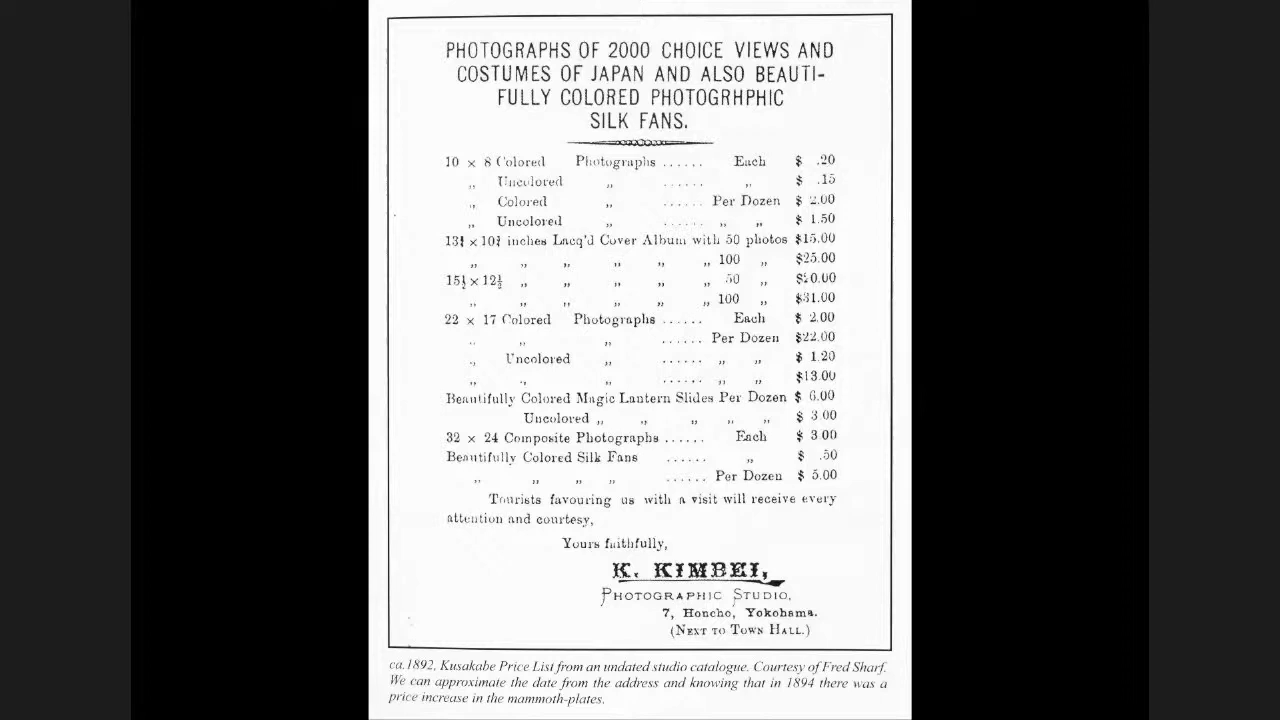 PHOTOGRAPHS OF 2000 CHOICE VIEWS AND
COSTUMES OF JAPAN AND ALSO BEAUTI-
FULLY COLORED PHOTOGRHPHIC
SILK FANS.
10 × 8 Colored Photographs ...... Each $ .20
„ Uncolored „ ...... „ $ .15
„ Colored „ ...... Per Dozen $ 2.00
„ Uncolored „ ...... „ „ $ 1.50
13¾ × 10¾ inches Lacq'd Cover Album with 50 photos $15.00
„ „ „ „ „ „ 100 „ $25.00
15½ × 12½ „ „ „ „ 50 „ $20.00
„ „ „ „ „ „ 100 „ $31.00
22 × 17 Colored Photographs ...... Each $ 2.00
„ „ „ ...... Per Dozen $22.00
„ Uncolored „ ...... „ „ $ 1.20
„ „ „ ...... „ „ $13.00
Beautifully Colored Magic Lantern Slides Per Dozen $ 6.00
Uncolored „ „ „ „ „ $ 3.00
32 × 24 Composite Photographs ...... Each $ 3.00
Beautifully Colored Silk Fans ...... „ $ .50
„ „ „ „ ...... Per Dozen $ 5.00
Tourists favouring us with a visit will receive every
attention and courtesy,
Yours faithfully,
K. KIMBEI,
PHOTOGRAPHIC STUDIO,
7, Honcho, Yokohama.
(NEXT TO TOWN HALL.)
ca.1892, Kusakabe Price List from an undated studio catalogue. Courtesy of Fred Sharf.
We can approximate the date from the address and knowing that in 1894 there was a
price increase in the mammoth-plates.